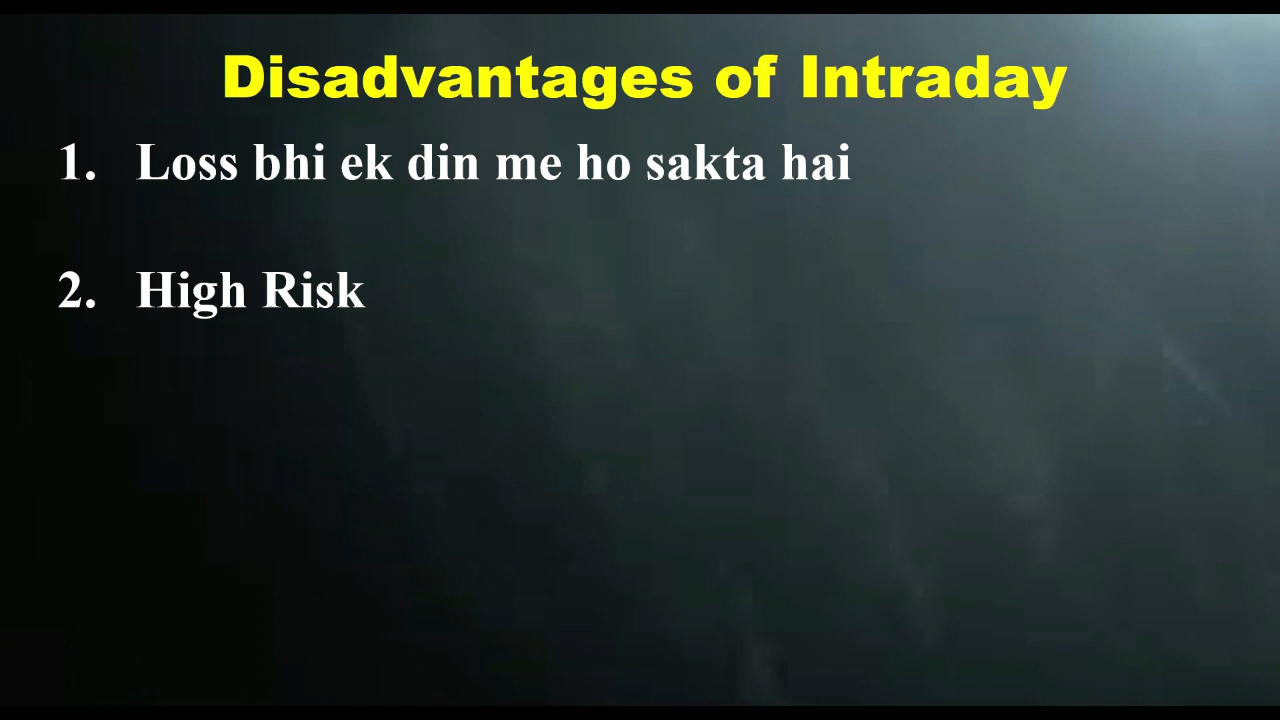 Disadvantages of Intraday
1. Loss bhi ek din me ho sakta hai
2. High Risk